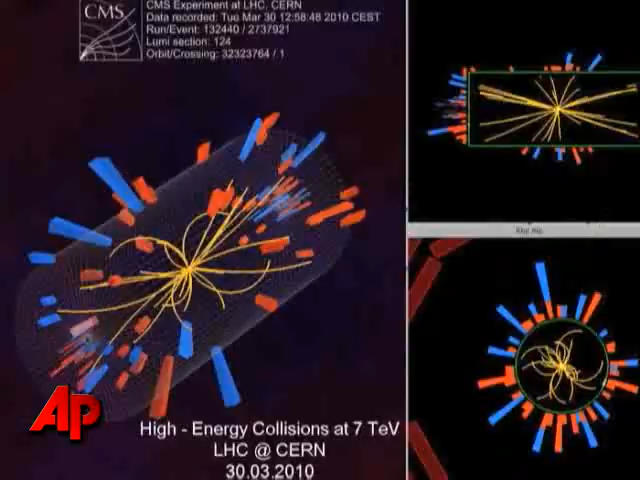 CMS
CMS Experiment at LHC, CERN
Data recorded: Tue Mar 30 12:58:48 2010 CEST
Run/Event: 132440 / 2737921
Lumi section: 124
Orbit/Crossing: 32323764 / 1
AP
High - Energy Collisions at 7 TeV
LHC @ CERN
30.03.2010